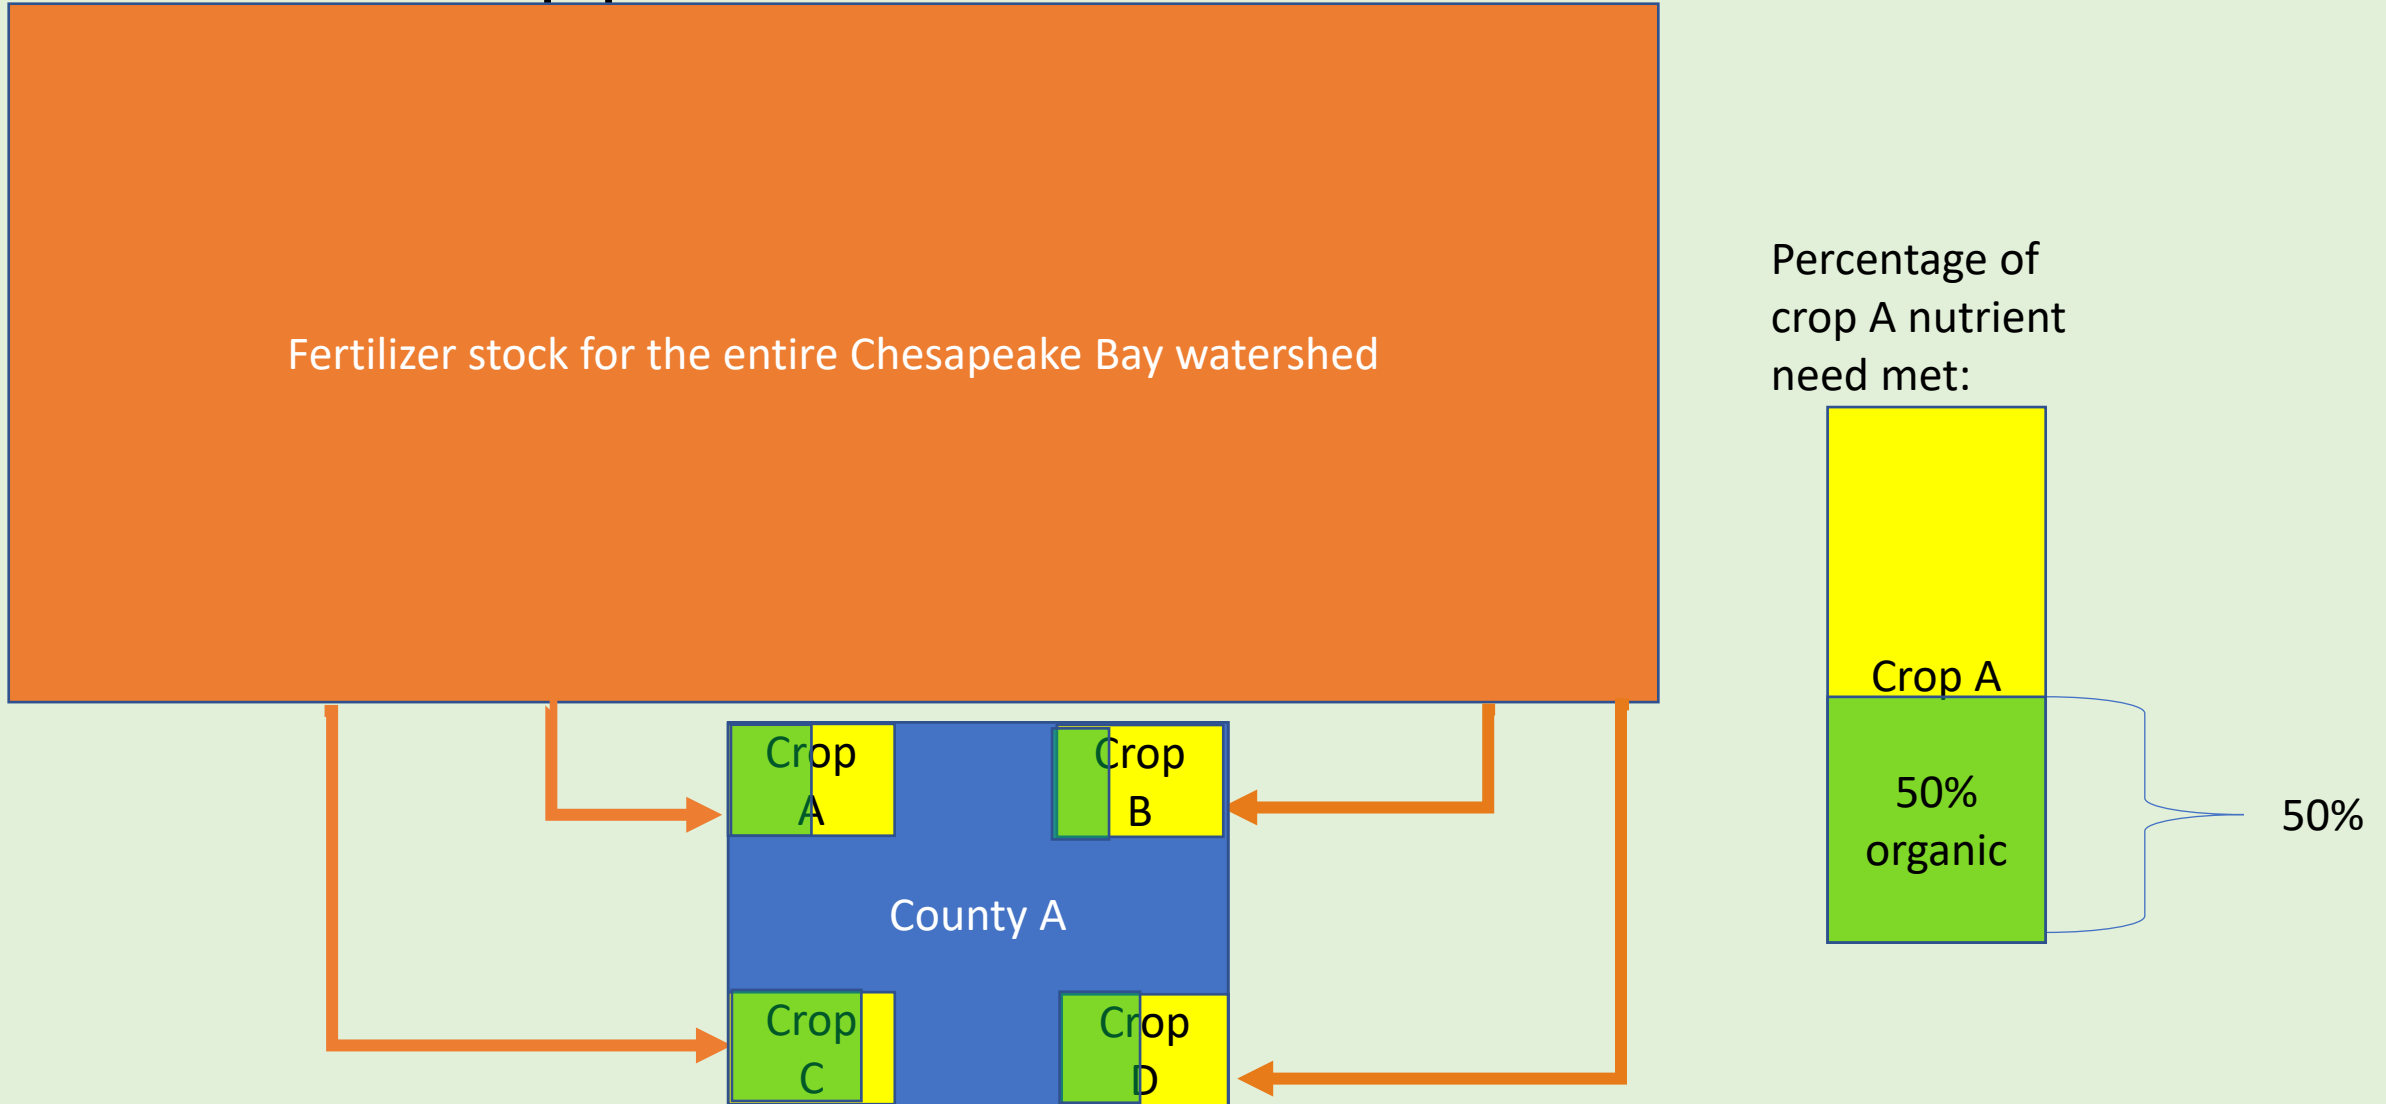 Fertilizer stock for the entire Chesapeake Bay watershed
Percentage of
crop A nutrient
need met:
Crop A
50%
organic
50%
Crop
A
Crop
B
County A
Crop
C
Crop
D